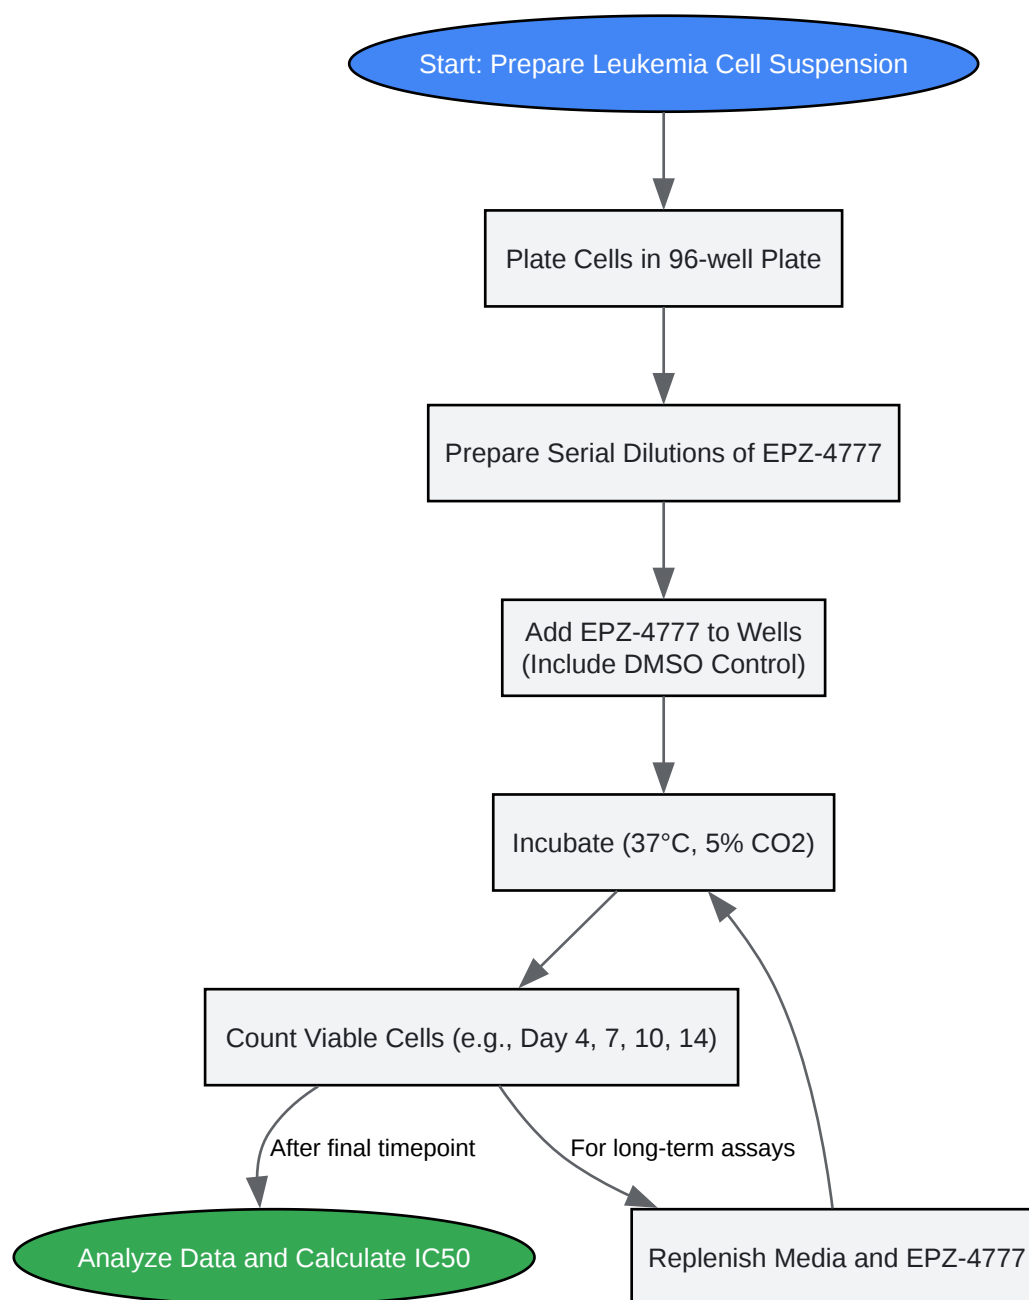 Start: Prepare Leukemia Cell Suspension
Plate Cells in 96-well Plate
Prepare Serial Dilutions of EPZ-4777
Add EPZ-4777 to Wells
(Include DMSO Control)
Incubate (37°C, 5% CO2)
Count Viable Cells (e.g., Day 4, 7, 10, 14)
After final timepoint
For long-term assays
Analyze Data and Calculate IC50
Replenish Media and EPZ-4777